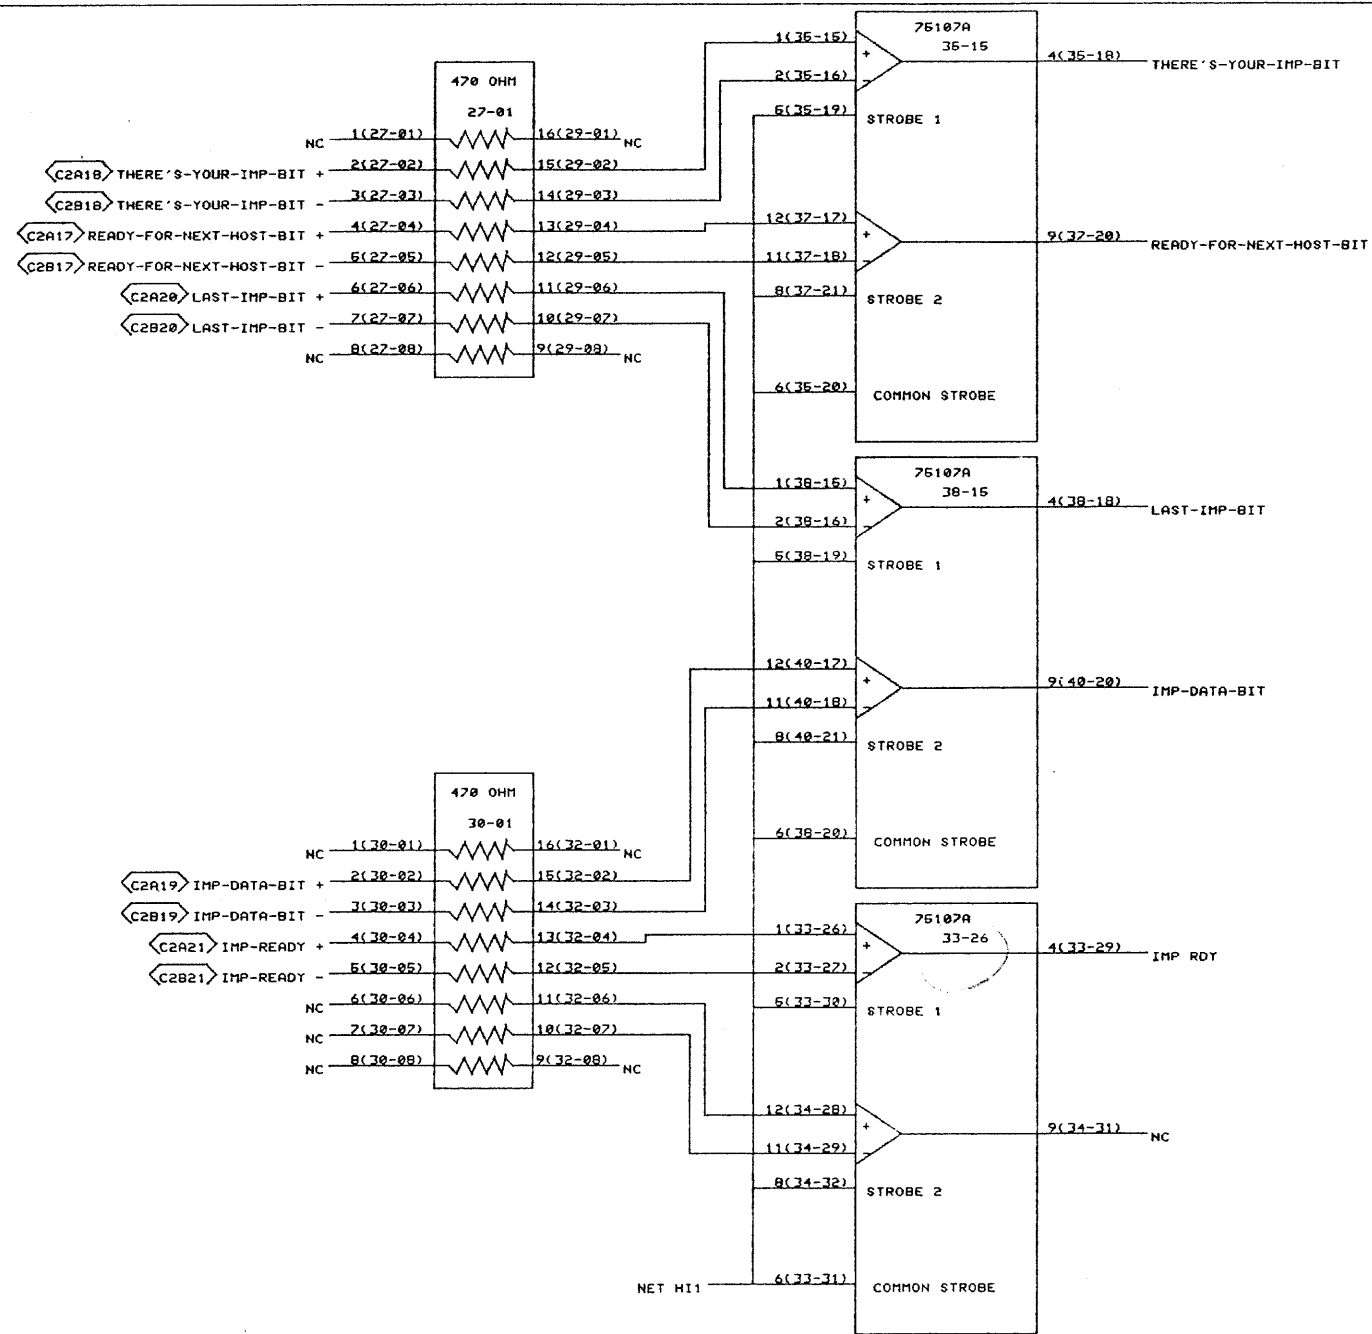 75107A
35-15
1(35-15)
2(35-16)
5(35-19)
STROBE 1
4(35-18) THERE'S-YOUR-IMP-BIT
12(37-17)
11(37-18)
9(37-20) READY-FOR-NEXT-HOST-BIT
8(37-21)
STROBE 2
6(35-20)
COMMON STROBE
470 OHM
27-01
NC 1(27-01) 16(29-01) NC
C2A18 THERE'S-YOUR-IMP-BIT + 2(27-02) 15(29-02)
C2B18 THERE'S-YOUR-IMP-BIT - 3(27-03) 14(29-03)
C2A17 READY-FOR-NEXT-HOST-BIT + 4(27-04) 13(29-04)
C2B17 READY-FOR-NEXT-HOST-BIT - 5(27-05) 12(29-05)
C2A20 LAST-IMP-BIT + 6(27-06) 11(29-06)
C2B20 LAST-IMP-BIT - 7(27-07) 10(29-07)
NC 8(27-08) 9(29-08) NC
75107A
38-15
1(38-15)
2(38-16)
4(38-18) LAST-IMP-BIT
5(38-19)
STROBE 1
12(40-17)
11(40-18)
9(40-20) IMP-DATA-BIT
8(40-21)
STROBE 2
6(38-20)
COMMON STROBE
470 OHM
30-01
NC 1(30-01) 16(32-01) NC
C2A19 IMP-DATA-BIT + 2(30-02) 15(32-02)
C2B19 IMP-DATA-BIT - 3(30-03) 14(32-03)
C2A21 IMP-READY + 4(30-04) 13(32-04)
C2B21 IMP-READY - 5(30-05) 12(32-05)
NC 6(30-06) 11(32-06)
NC 7(30-07) 10(32-07)
NC 8(30-08) 9(32-08) NC
75107A
33-26
1(33-26)
2(33-27)
4(33-29) IMP RDY
5(33-30)
STROBE 1
12(34-28)
11(34-29)
9(34-31) NC
8(34-32)
STROBE 2
NET HI1 6(33-31)
COMMON STROBE